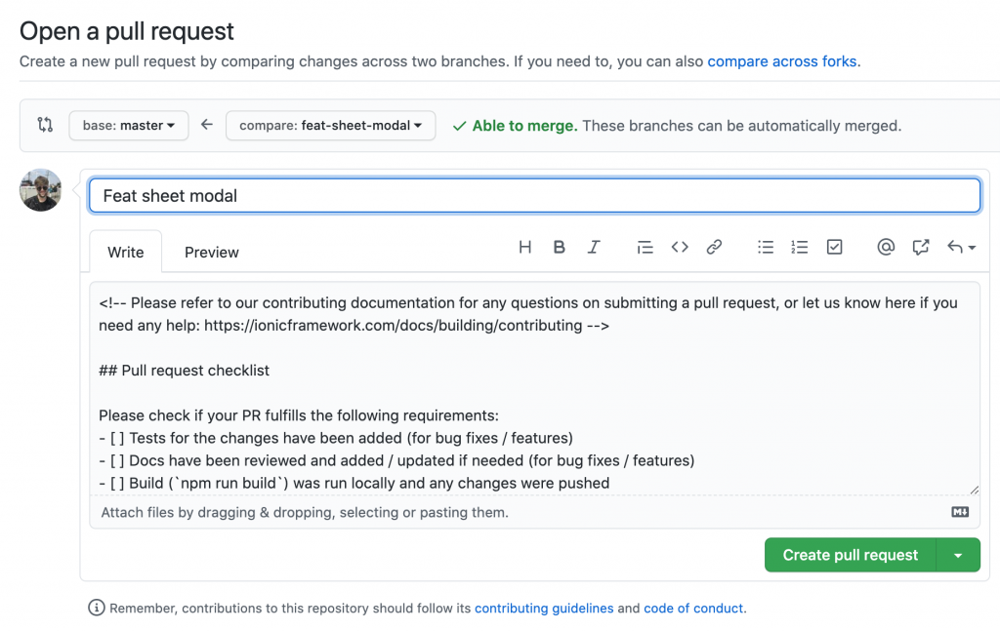 Open a pull request
Create a new pull request by comparing changes across two branches. If you need to, you can also compare across forks.
base: master compare: feat-sheet-modal Able to merge. These branches can be automatically merged.
Feat sheet modal
Write Preview
<!-- Please refer to our contributing documentation for any questions on submitting a pull request, or let us know here if you
need any help: https://ionicframework.com/docs/building/contributing -->
## Pull request checklist
Please check if your PR fulfills the following requirements:
- [ ] Tests for the changes have been added (for bug fixes / features)
- [ ] Docs have been reviewed and added / updated if needed (for bug fixes / features)
- [ ] Build (`npm run build`) was run locally and any changes were pushed
Attach files by dragging & dropping, selecting or pasting them.
Create pull request
Remember, contributions to this repository should follow its contributing guidelines and code of conduct.